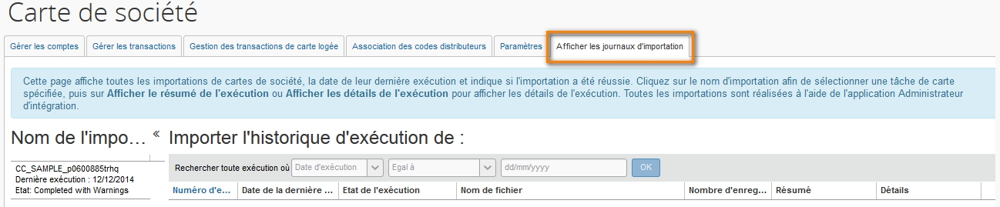 Carte de société
Gérer les comptes
Gérer les transactions
Gestion des transactions de carte logée
Association des codes distributeurs
Paramètres
Afficher les journaux d'importation
Cette page affiche toutes les importations de cartes de société, la date de leur dernière exécution et indique si l'importation a été réussie. Cliquez sur le nom d'importation afin de sélectionner une tâche de carte
spécifiée, puis sur Afficher le résumé de l'exécution ou Afficher les détails de l'exécution pour afficher les détails de l'exécution. Toutes les importations sont réalisées à l'aide de l'application Administrateur
d'intégration.
Nom de l'impo... «
CC_SAMPLE_p0600885trhq
Dernière exécution : 12/12/2014
Etat: Completed with Warnings
Importer l'historique d'exécution de :
Rechercher toute exécution où Date d'exécution Egal à dd/mm/yyyy OK
Numéro d'e... Date de la dernière ... Etat de l'exécution Nom de fichier Nombre d'enreg... Résumé Détails